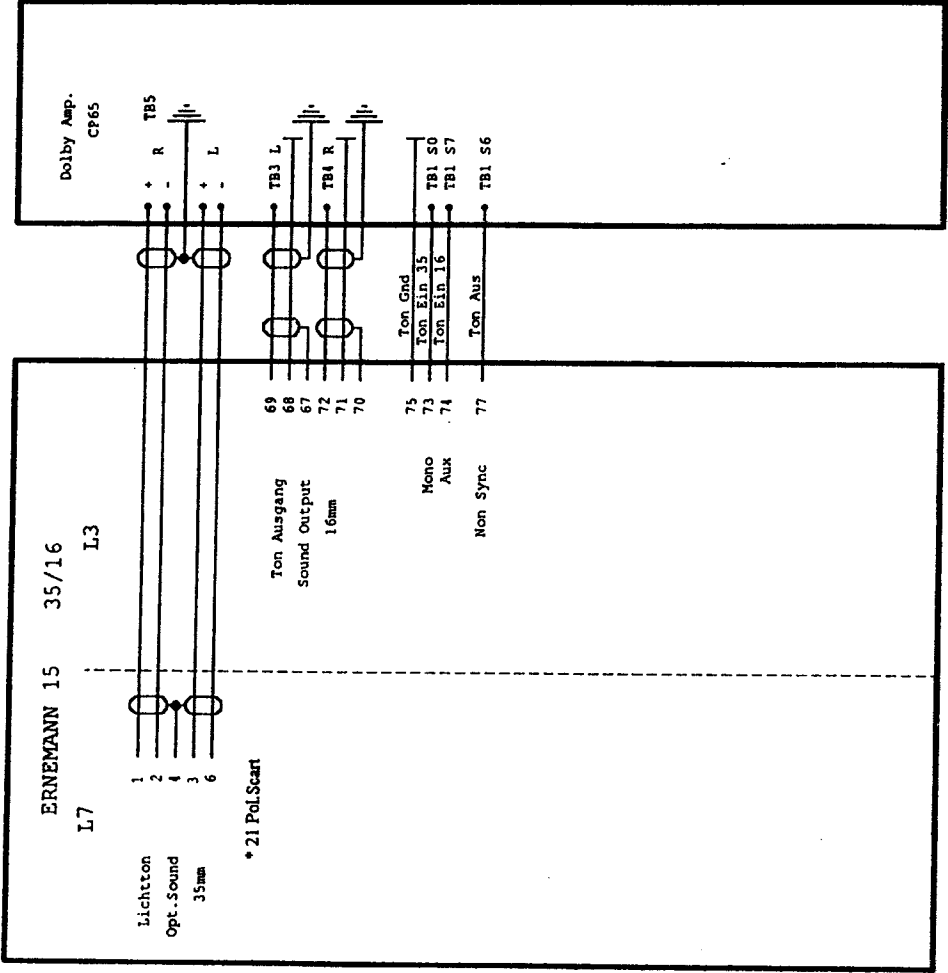 ERNEMANN 15 35/16
L7
L3
Lichtton
Opt.Sound
35mm
1
2
4
3
6
* 21 Pol.Scart
Ton Ausgang
Sound Output
16mm
69
68
67
72
71
70
Mono
Aux
Non Sync
75
73
74
77
Ton Gnd
Ton Ein 35
Ton Ein 16
Ton Aus
Dolby Amp.
CP65
TB5
+
- R
+
- L
TB3 L
TB4 R
TB1 S0
TB1 S7
TB1 S6